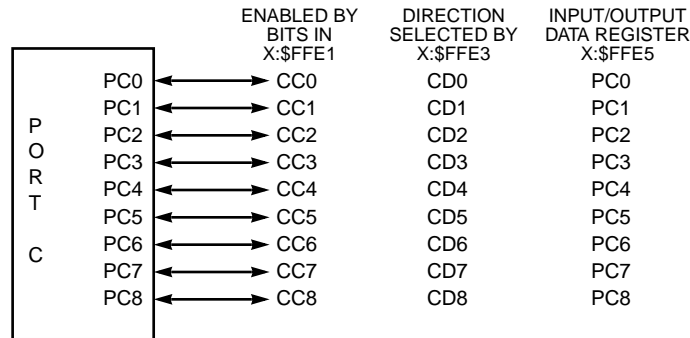 ENABLED BY BITS IN X:$FFE1
DIRECTION SELECTED BY X:$FFE3
INPUT/OUTPUT DATA REGISTER X:$FFE5
PORT C
PC0 CC0 CD0 PC0
PC1 CC1 CD1 PC1
PC2 CC2 CD2 PC2
PC3 CC3 CD3 PC3
PC4 CC4 CD4 PC4
PC5 CC5 CD5 PC5
PC6 CC6 CD6 PC6
PC7 CC7 CD7 PC7
PC8 CC8 CD8 PC8